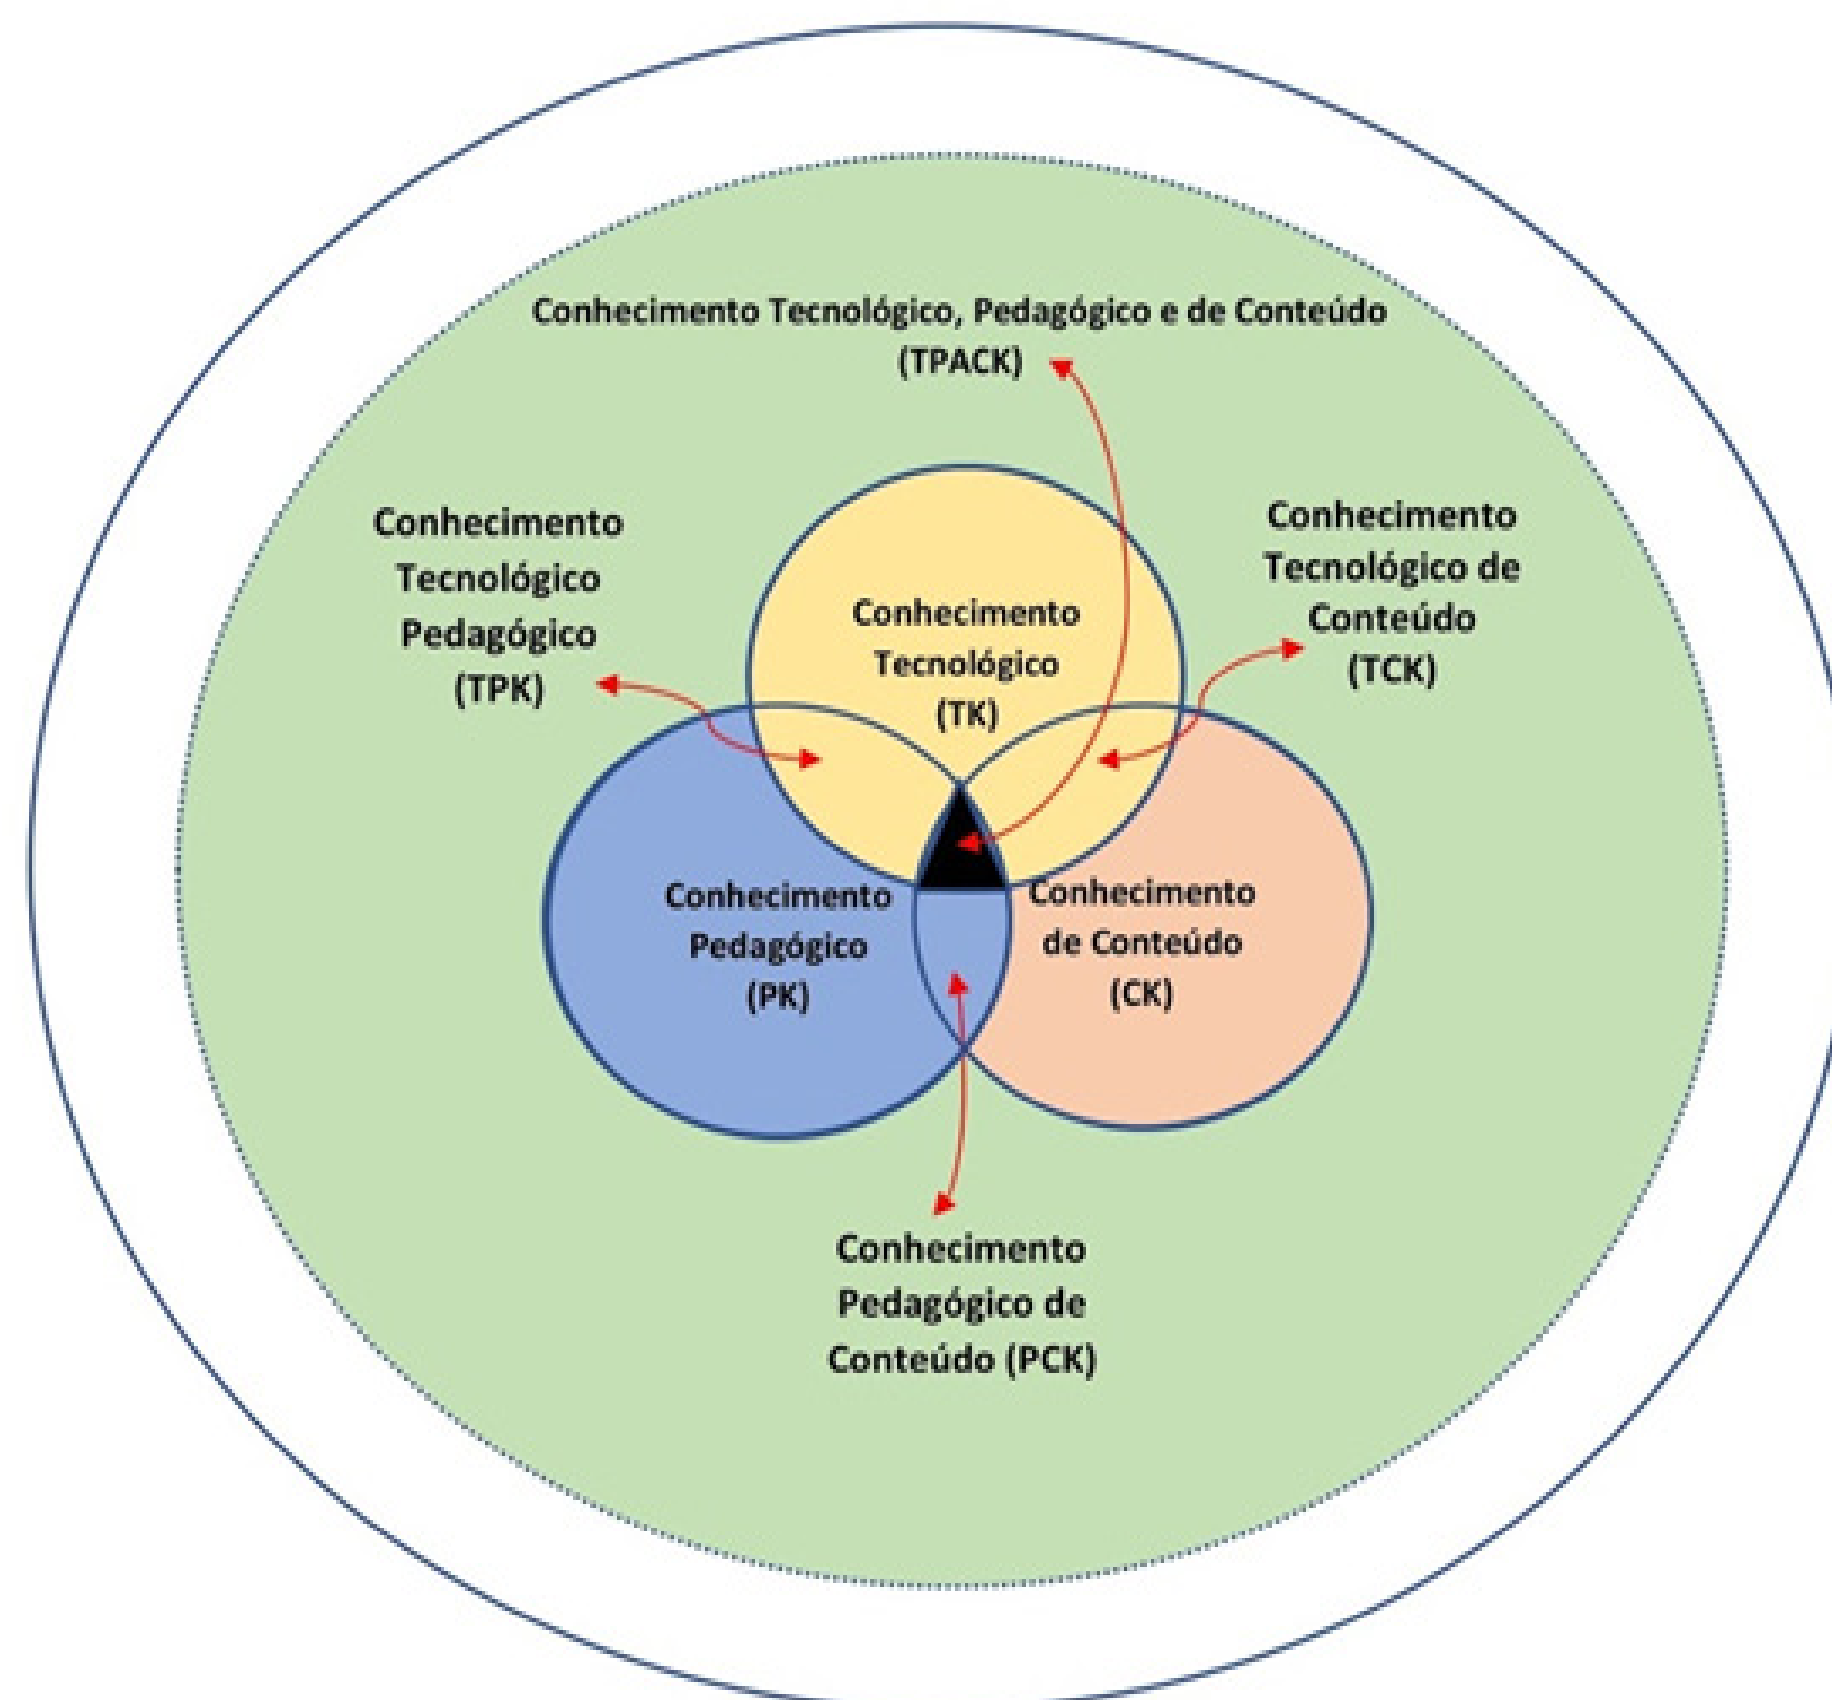 Conhecimento Tecnológico, Pedagógico e de Conteúdo
(TPACK)
Conhecimento
Tecnológico
Pedagógico
(TPK)
Conhecimento
Tecnológico de
Conteúdo
(TCK)
Conhecimento
Tecnológico
(TK)
Conhecimento
Pedagógico
(PK)
Conhecimento
de Conteúdo
(CK)
Conhecimento
Pedagógico de
Conteúdo (PCK)